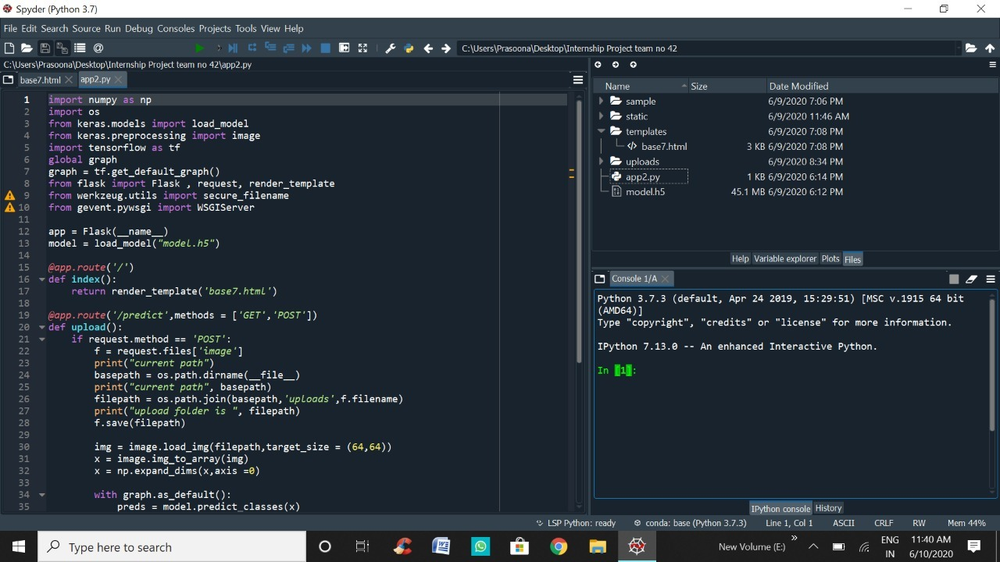 Spyder (Python 3.7)
File Edit Search Source Run Debug Consoles Projects Tools View Help
C:\Users\Prasoona\Desktop\Internship Project team no 42
C:\Users\Prasoona\Desktop\Internship Project team no 42\app2.py
base7.html
app2.py
1 import numpy as np
2 import os
3 from keras.models import load_model
4 from keras.preprocessing import image
5 import tensorflow as tf
6 global graph
7 graph = tf.get_default_graph()
8 from flask import Flask , request, render_template
9 from werkzeug.utils import secure_filename
10 from gevent.pywsgi import WSGIServer
11
12 app = Flask(__name__)
13 model = load_model("model.h5")
14
15 @app.route('/')
16 def index():
17 return render_template('base7.html')
18
19 @app.route('/predict',methods = ['GET','POST'])
20 def upload():
21 if request.method == 'POST':
22 f = request.files['image']
23 print("current path")
24 basepath = os.path.dirname(__file__)
25 print("current path", basepath)
26 filepath = os.path.join(basepath,'uploads',f.filename)
27 print("upload folder is ", filepath)
28 f.save(filepath)
29
30 img = image.load_img(filepath,target_size = (64,64))
31 x = image.img_to_array(img)
32 x = np.expand_dims(x,axis =0)
33
34 with graph.as_default():
35 preds = model.predict_classes(x)
Name Size Date Modified
sample 6/9/2020 7:06 PM
static 6/9/2020 11:46 AM
templates 6/9/2020 7:08 PM
base7.html 3 KB 6/9/2020 7:08 PM
uploads 6/9/2020 8:34 PM
app2.py 1 KB 6/9/2020 6:14 PM
model.h5 45.1 MB 6/9/2020 6:12 PM
Help Variable explorer Plots Files
Console 1/A
Python 3.7.3 (default, Apr 24 2019, 15:29:51) [MSC v.1915 64 bit
(AMD64)]
Type "copyright", "credits" or "license" for more information.
IPython 7.13.0 -- An enhanced Interactive Python.
In [1]:
IPython console History
LSP Python: ready conda: base (Python 3.7.3) Line 1, Col 1 ASCII CRLF RW Mem 44%
Type here to search
New Volume (E:)
ENG
IN
11:40 AM
6/10/2020